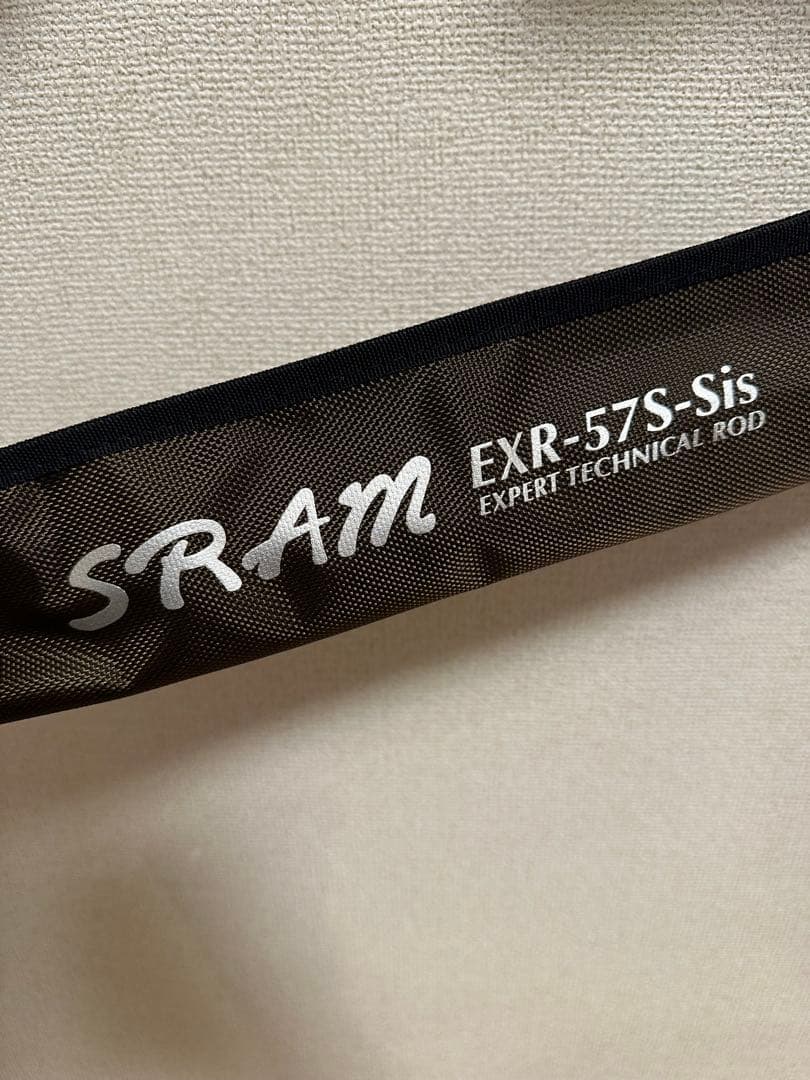 SRAM
EXR-57S-Sis
EXPERT TECHNICAL ROD